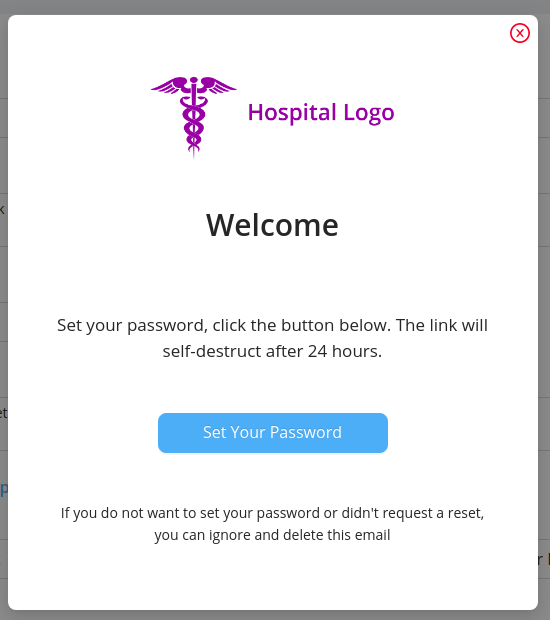 Hospital Logo
Welcome
Set your password, click the button below. The link will
self-destruct after 24 hours.
Set Your Password
If you do not want to set your password or didn't request a reset,
you can ignore and delete this email